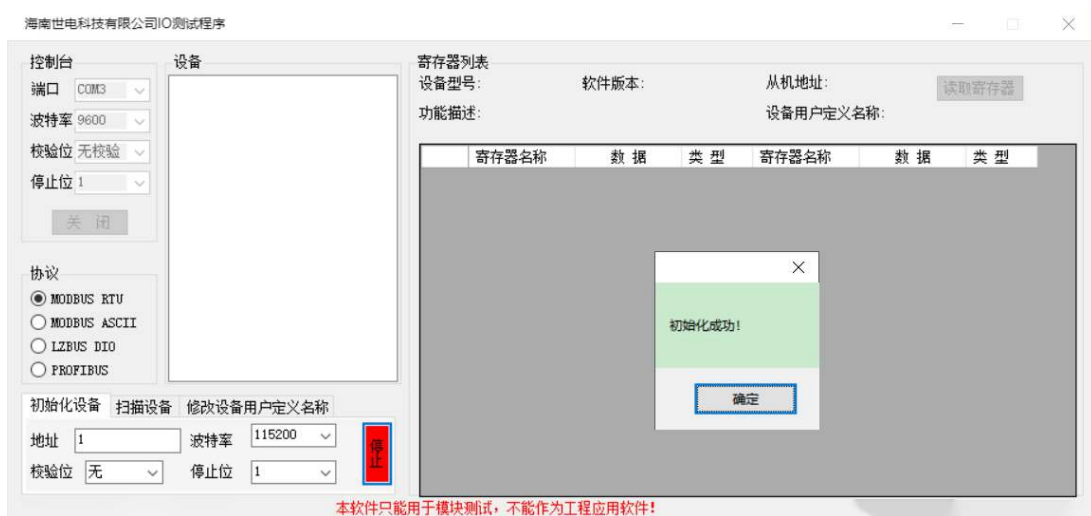 海南世电科技有限公司IO测试程序
控制台
端口 COM3
波特率 9600
校验位 无校验
停止位 1
关 闭
设备
协议
MODBUS RTU
MODBUS ASCII
LZBUS DIO
PROFIBUS
初始化设备 扫描设备 修改设备用户定义名称
地址 1 波特率 115200
校验位 无 停止位 1
停止
寄存器列表
设备型号: 软件版本: 从机地址: 读取寄存器
功能描述: 设备用户定义名称:
寄存器名称 数 据 类 型 寄存器名称 数 据 类 型
初始化成功!
确定
本软件只能用于模块测试，不能作为工程应用软件!